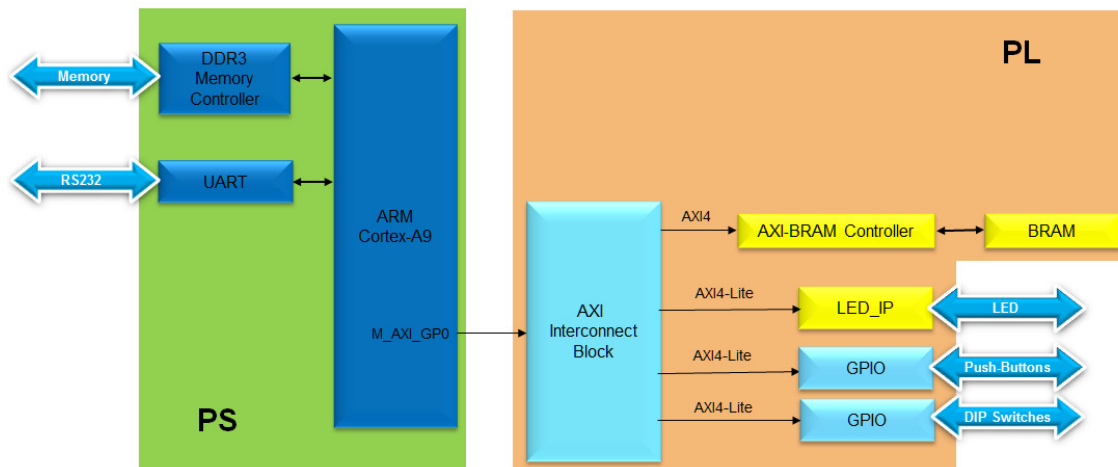 PS
Memory
DDR3
Memory
Controller
RS232
UART
ARM
Cortex-A9
M_AXI_GP0
PL
AXI
Interconnect
Block
AXI4
AXI-BRAM Controller
BRAM
AXI4-Lite
LED_IP
LED
AXI4-Lite
GPIO
Push-Buttons
AXI4-Lite
GPIO
DIP Switches